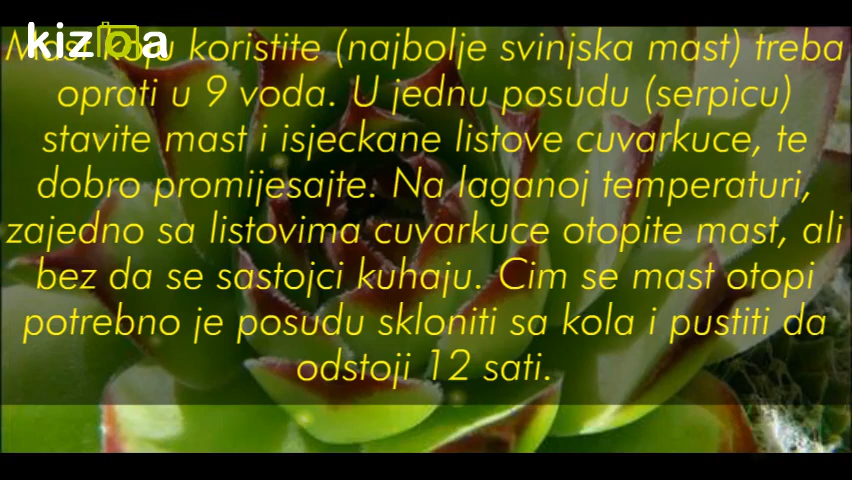 kizoa
Mast koju koristite (najbolje svinjska mast) treba
oprati u 9 voda. U jednu posudu (serpicu)
stavite mast i isjeckane listove cuvarkuce, te
dobro promijesajte. Na laganoj temperaturi,
zajedno sa listovima cuvarkuce otopite mast, ali
bez da se sastojci kuhaju. Cim se mast otopi
potrebno je posudu skloniti sa kola i pustiti da
odstoji 12 sati.